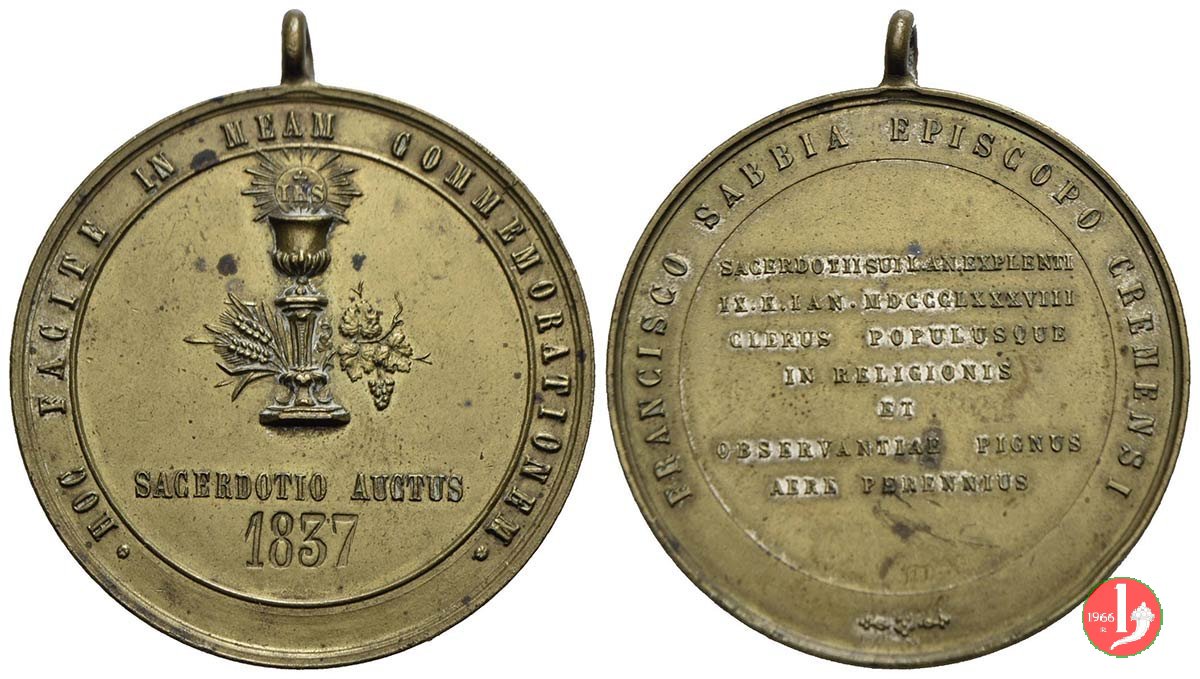 * HOC FACITE IN MEAM COMMEMORATIONEM *
IHS
SACERDOTIO AUCTUS
1837
FRANCISCO SABBIA EPISCOPO CREMENSI
SACERDOTII SUI L.AN.EXPLENTI
IX.K.IAN.MDCCCLXXXVIII
CLERUS POPULUSQUE
IN RELIGIONIS
ET
OBSERVANTIAE PIGNUS
AERE PERENNIUS
1966